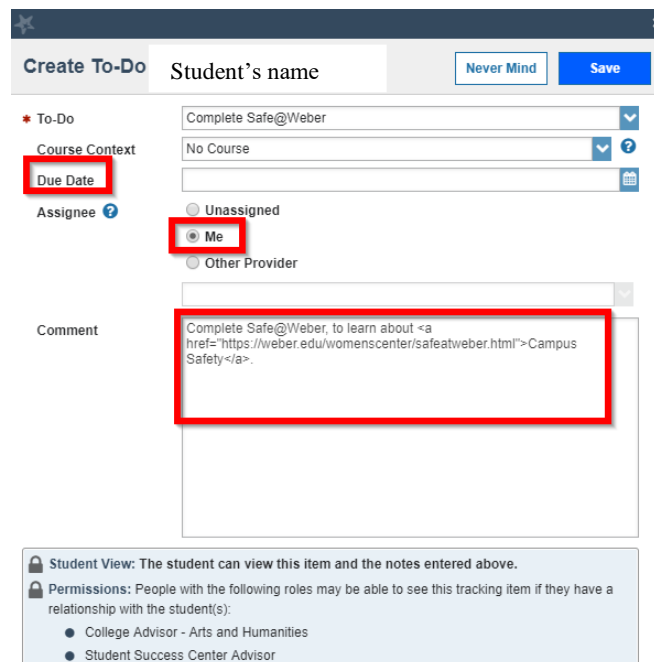 Create To-Do Student’s name Never Mind Save
* To-Do Complete Safe@Weber
Course Context No Course ?
Due Date
Assignee ? Unassigned
Me
Other Provider
Comment Complete Safe@Weber, to learn about <a
href="https://weber.edu/womenscenter/safeatweber.html">Campus
Safety</a>.
Student View: The student can view this item and the notes entered above.
Permissions: People with the following roles may be able to see this tracking item if they have a
relationship with the student(s):
● College Advisor - Arts and Humanities
● Student Success Center Advisor